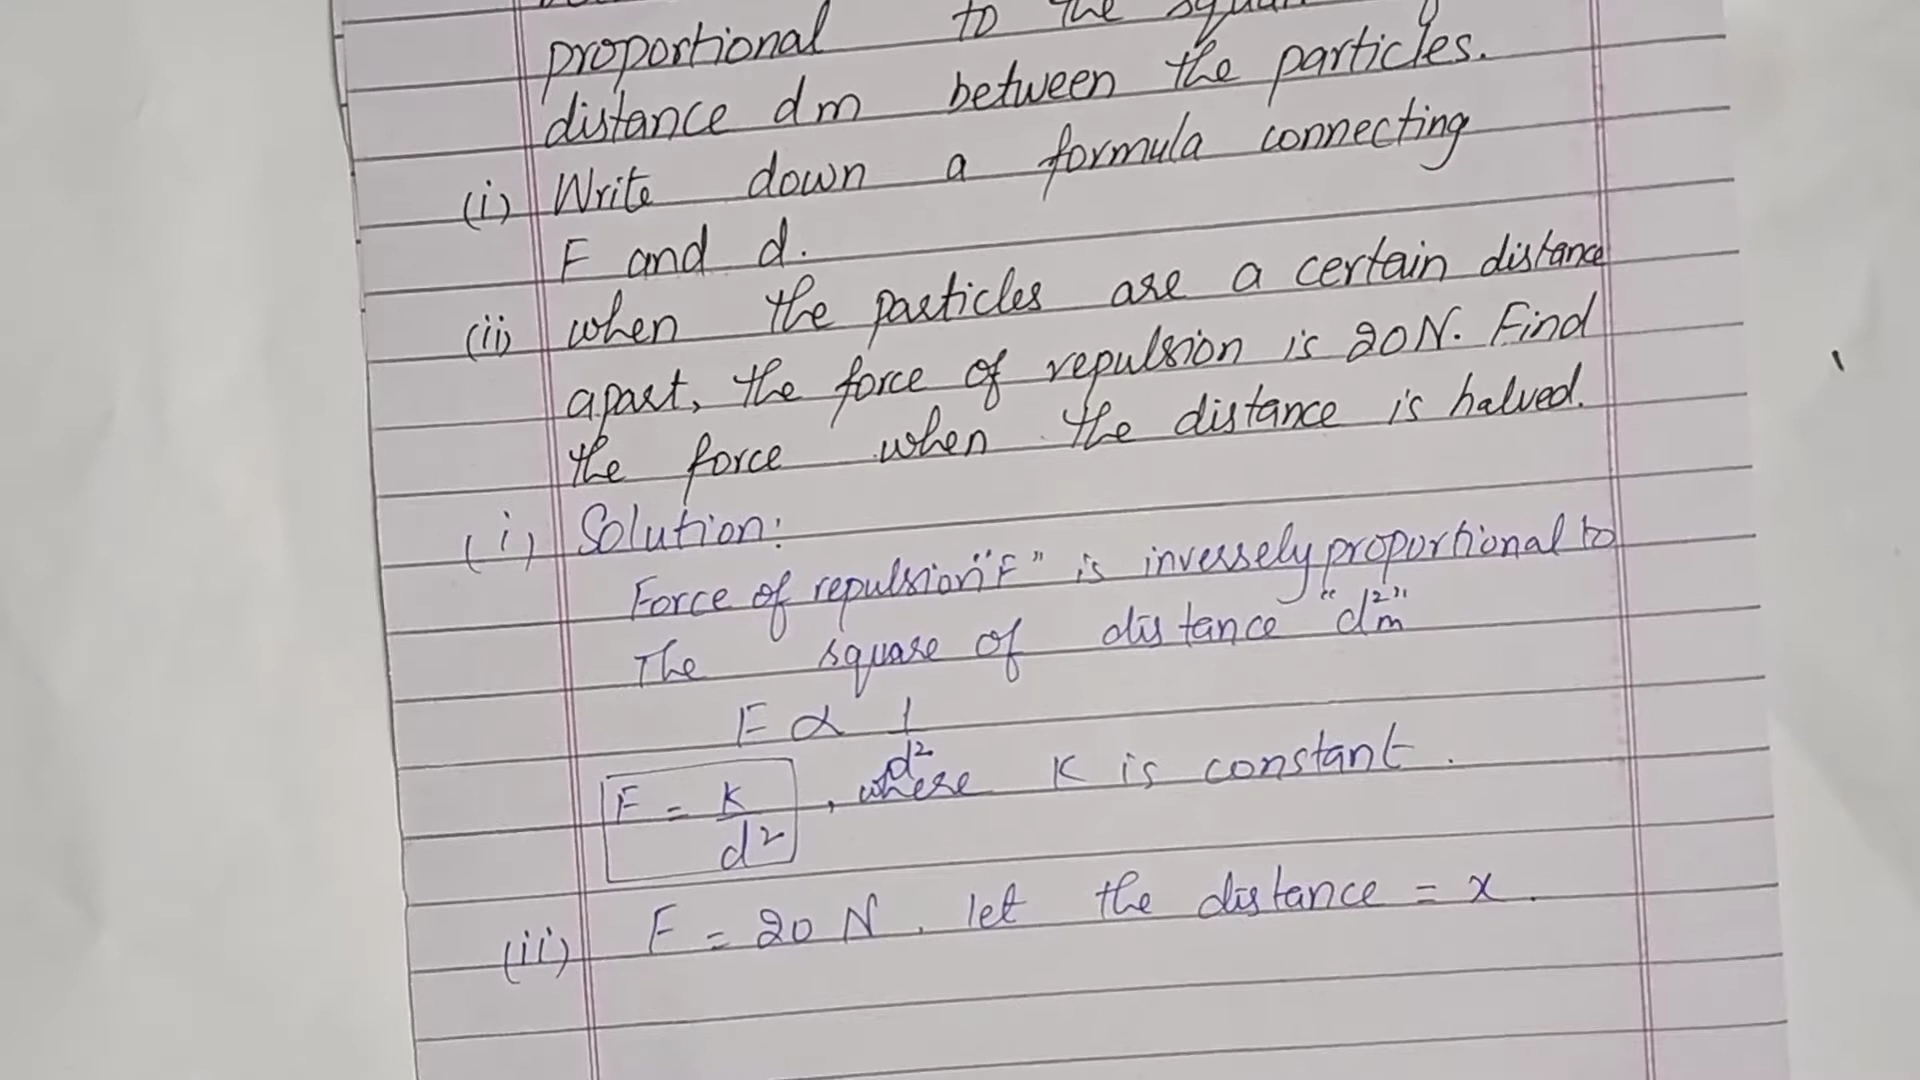 proportional to the
distance dm between the particles.
(i) Write down a formula connecting
F and d.
(ii) when the particles are a certain distance
apart, the force of repulsion is 20N. Find
the force when the distance is halved.
(i) Solution:
Force of repulsion "F" is inversely proportional to
The square of distance "d²m"
F ∝ 1
d²
F = K , where K is constant.
d²
(ii) F = 20 N. let the distance = x.